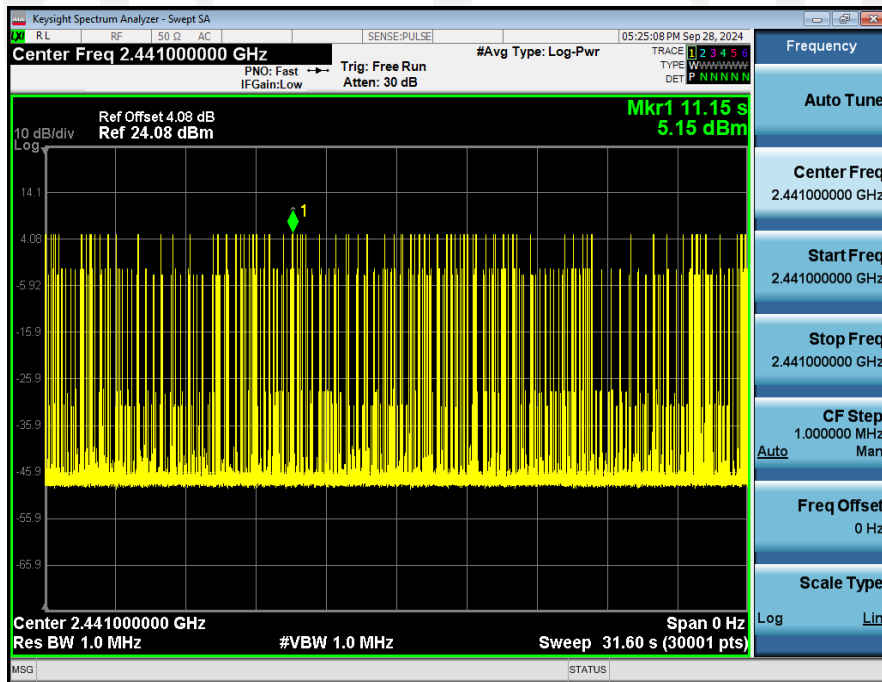 Keysight Spectrum Analyzer - Swept SA
LXI RL RF 50 Ω AC SENSE:PULSE 05:25:08 PM Sep 28, 2024
Center Freq 2.441000000 GHz
PNO: Fast
IFGain:Low
Trig: Free Run
Atten: 30 dB
#Avg Type: Log-Pwr
TRACE 1 2 3 4 5 6
TYPE WWWWWW
DET P N N N N N
Mkr1 11.15 s
5.15 dBm
Ref Offset 4.08 dB
10 dB/div Ref 24.08 dBm
Log
14.1
1
4.08
-5.92
-15.9
-25.9
-35.9
-45.9
-55.9
-65.9
Center 2.441000000 GHz Span 0 Hz
Res BW 1.0 MHz #VBW 1.0 MHz Sweep 31.60 s (30001 pts)
MSG STATUS
Frequency
Auto Tune
Center Freq
2.441000000 GHz
Start Freq
2.441000000 GHz
Stop Freq
2.441000000 GHz
CF Step
1.000000 MHz
Auto Man
Freq Offset
0 Hz
Scale Type
Log Lin